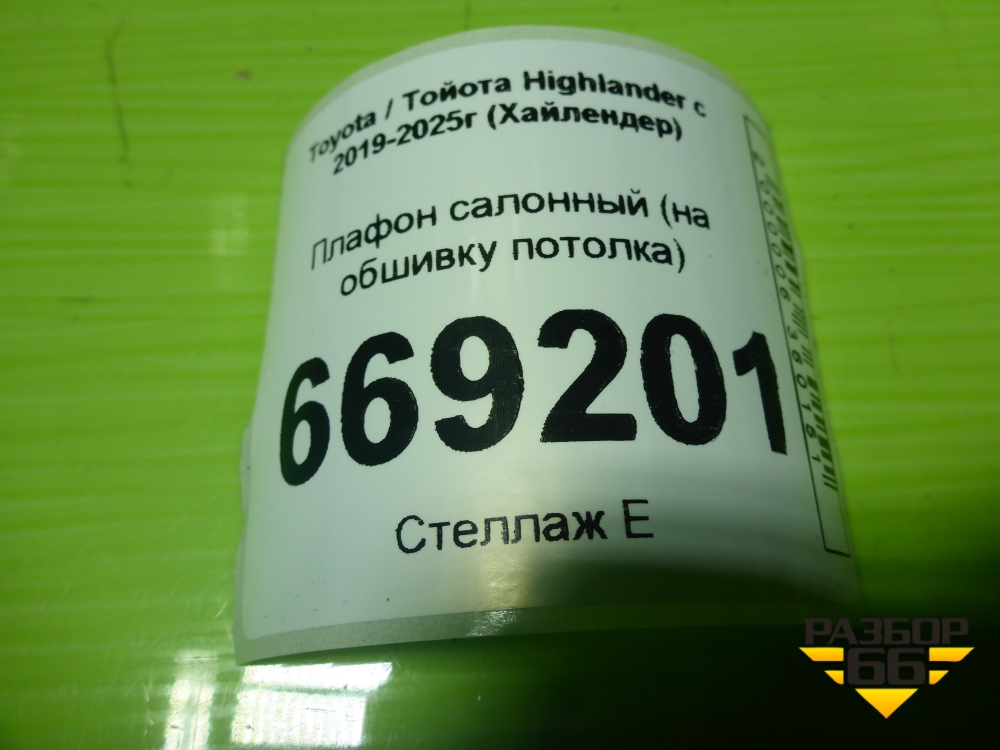 Toyota / Тойота Highlander с
2019-2025г (Хайлендер)
Плафон салонный (на
обшивку потолка)
669201
Стеллаж Е
РАЗБОР
66